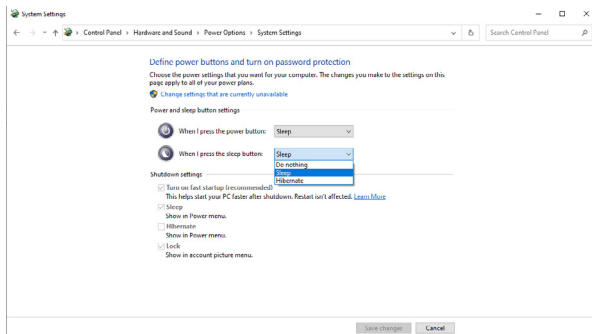 System Settings
Control Panel > Hardware and Sound > Power Options > System Settings
Search Control Panel
Define power buttons and turn on password protection
Choose the power settings that you want for your computer. The changes you make to the settings on this
page apply to all of your power plans.
Change settings that are currently unavailable
Power and sleep button settings
When I press the power button: Sleep
When I press the sleep button: Sleep
Do nothing
Sleep
Hibernate
Shutdown settings
Turn on fast startup (recommended)
This helps start your PC faster after shutdown. Restart isn't affected. Learn More
Sleep
Show in Power menu.
Hibernate
Show in Power menu.
Lock
Show in account picture menu.
Save changes Cancel